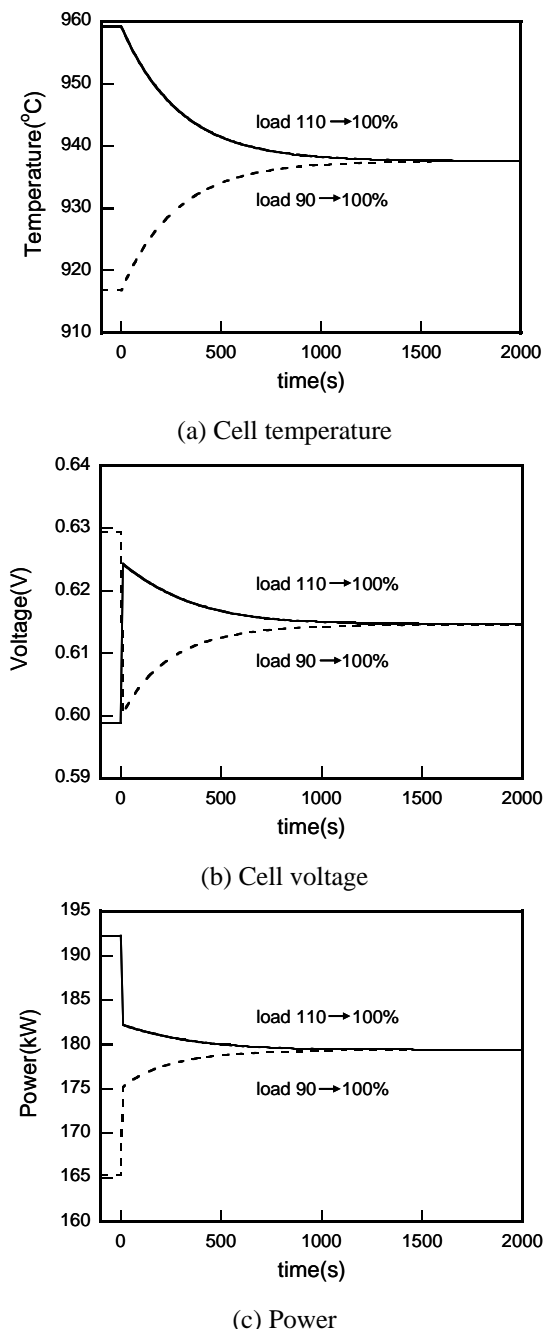 960
950
940
930
920
910
Temperature(°C)
load 110→100%
load 90→100%
0 500 1000 1500 2000
time(s)
(a) Cell temperature
0.64
0.63
0.62
0.61
0.60
0.59
Voltage(V)
load 110→100%
load 90→100%
0 500 1000 1500 2000
time(s)
(b) Cell voltage
195
190
185
180
175
170
165
160
Power(kW)
load 110→100%
load 90→100%
0 500 1000 1500 2000
time(s)
(c) Power